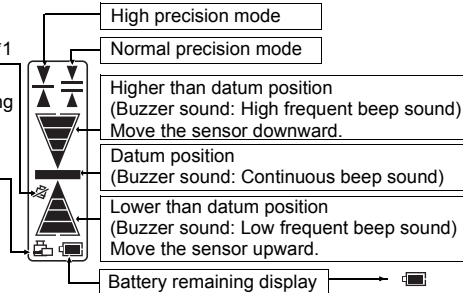 High precision mode
Normal precision mode
*1
Higher than datum position
(Buzzer sound: High frequent beep sound)
Move the sensor downward.
Datum position
(Buzzer sound: Continuous beep sound)
Lower than datum position
(Buzzer sound: Low frequent beep sound)
Move the sensor upward.
Battery remaining display